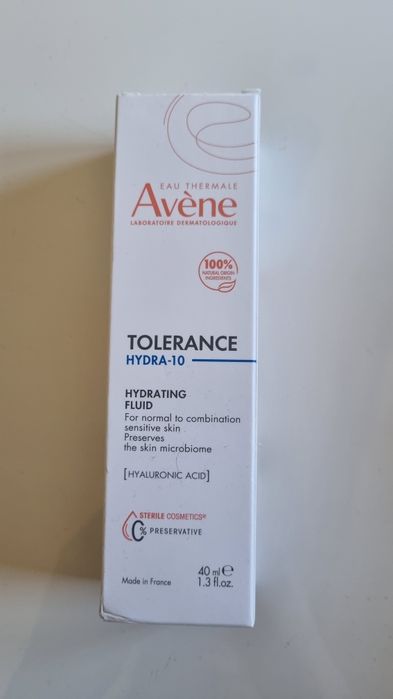 EAU THERMALE
Avène
LABORATOIRE DERMATOLOGIQUE
100%
NATURAL ORIGIN
INGREDIENTS
TOLERANCE
HYDRA-10
HYDRATING
FLUID
For normal to combination
sensitive skin
Preserves
the skin microbiome
[HYALURONIC ACID]
STERILE COSMETICS®
0% PRESERVATIVE
40 ml ℮
Made in France
1.3 fl.oz.